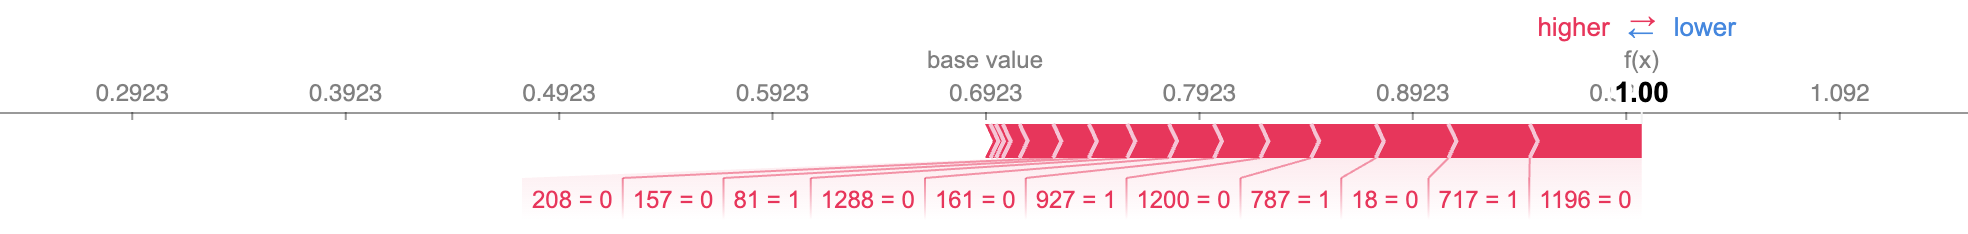 higher ⇄ lower
base value f(x)
0.2923 0.3923 0.4923 0.5923 0.6923 0.7923 0.8923 1.00 1.092
208 = 0 157 = 0 81 = 1 1288 = 0 161 = 0 927 = 1 1200 = 0 787 = 1 18 = 0 717 = 1 1196 = 0